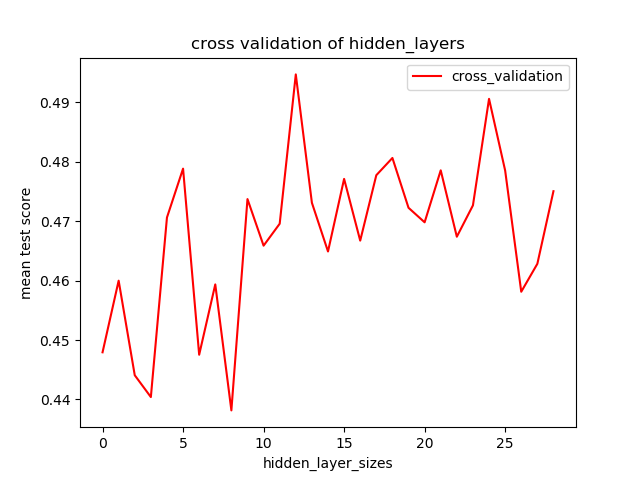 cross validation of hidden_layers
cross_validation
mean test score
0.49
0.48
0.47
0.46
0.45
0.44
0 5 10 15 20 25
hidden_layer_sizes